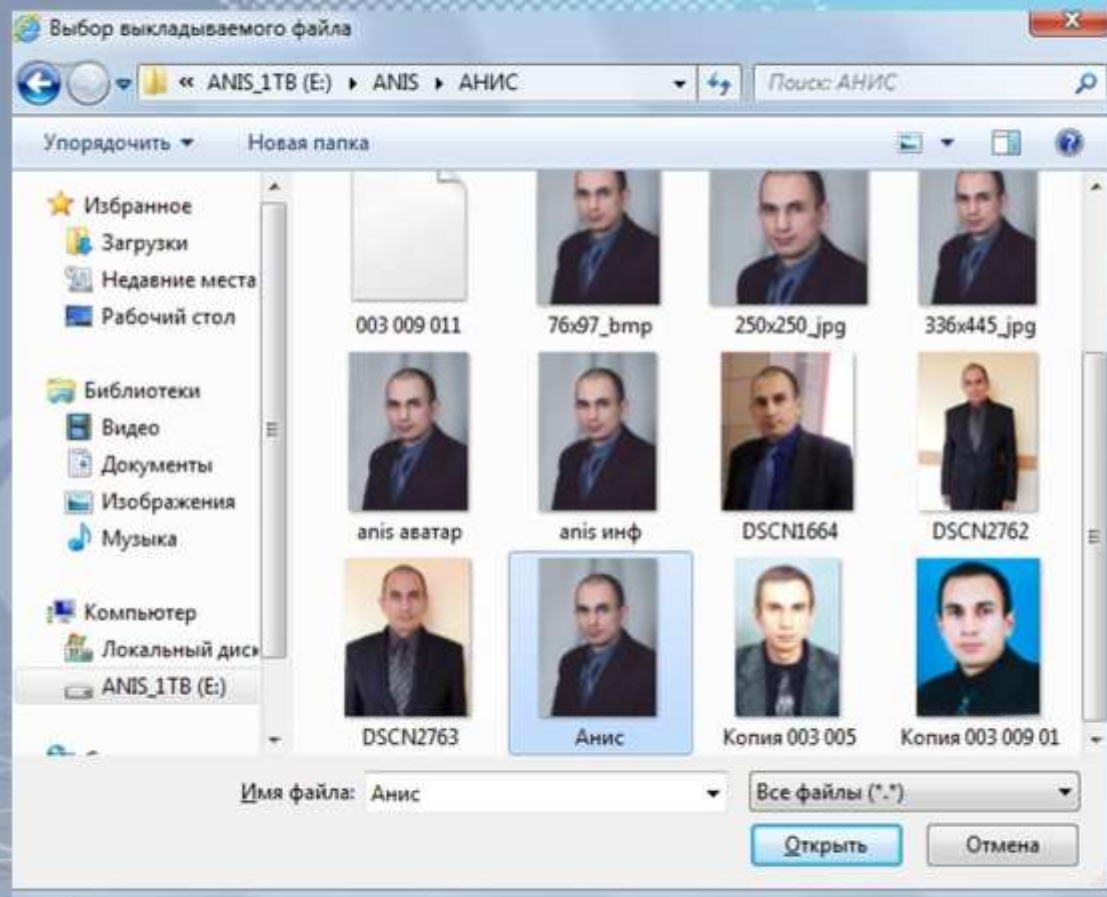 Выбор выкладываемого файла
« ANIS_1TB (E:) ▸ ANIS ▸ АНИС
Поиск: АНИС
Упорядочить
Новая папка
Избранное
Загрузки
Недавние места
Рабочий стол
Библиотеки
Видео
Документы
Изображения
Музыка
Компьютер
Локальный диск
ANIS_1TB (E:)
003 009 011
76x97_bmp
250x250_jpg
336x445_jpg
anis аватар
anis инф
DSCN1664
DSCN2762
DSCN2763
Анис
Копия 003 005
Копия 003 009 01
Имя файла: Анис
Все файлы (*.*)
Открыть
Отмена